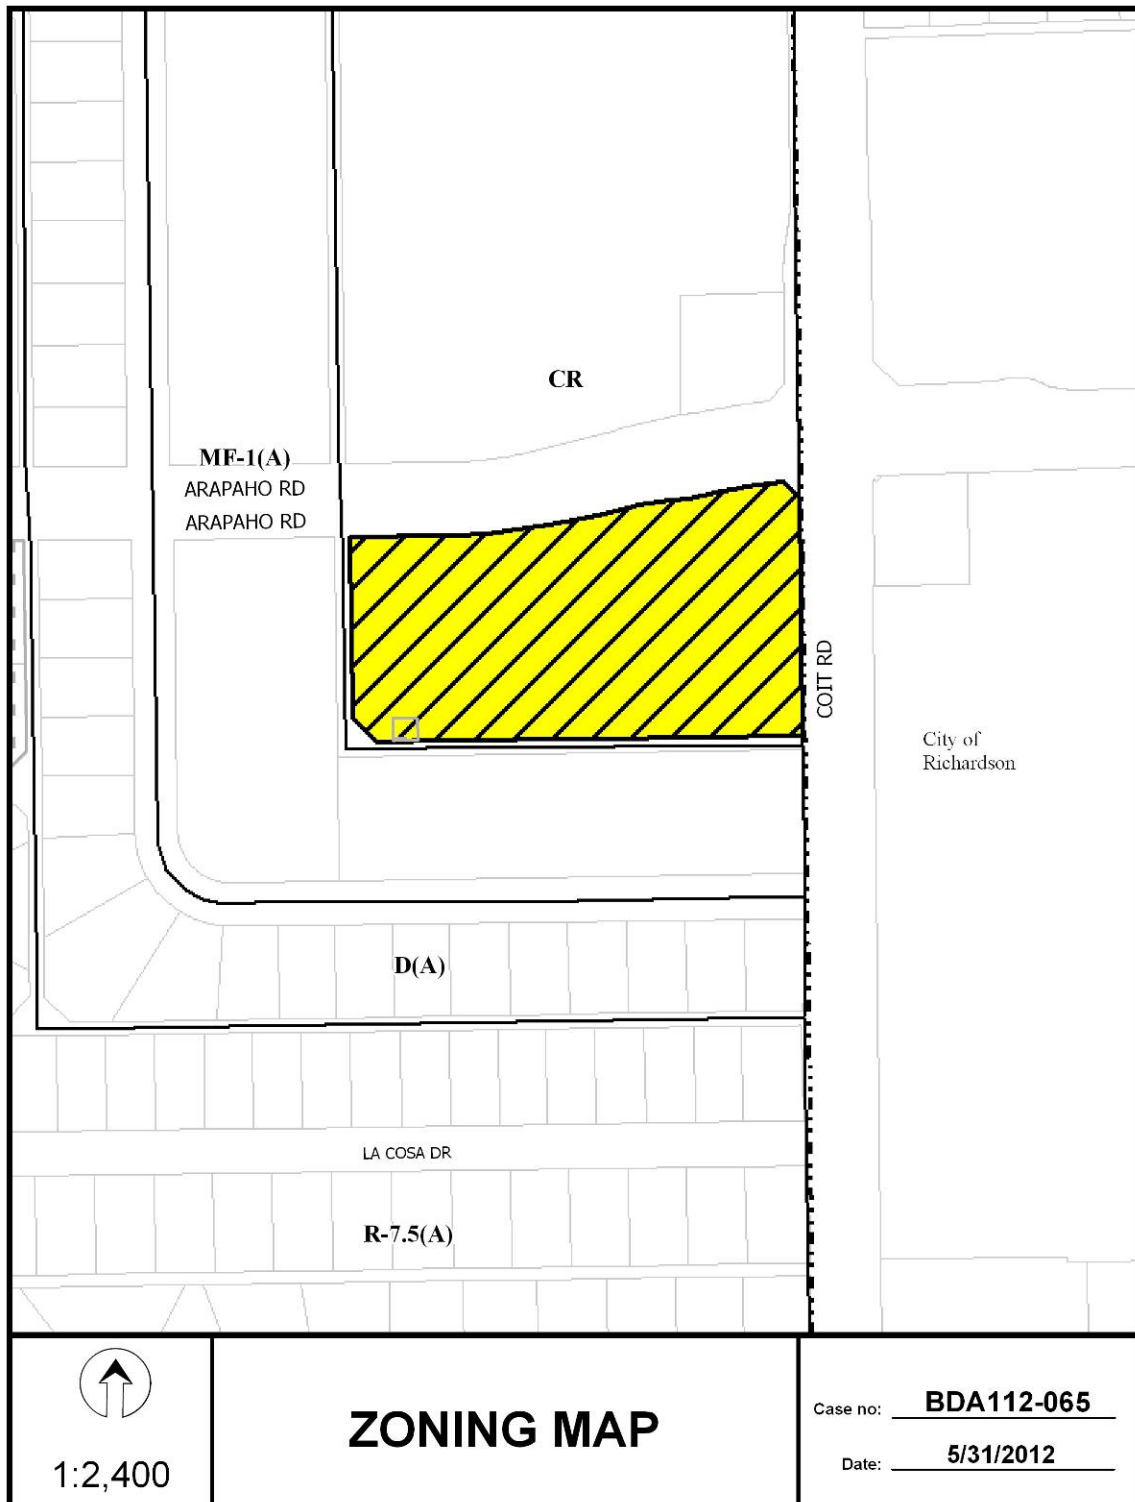 CR
MF-1(A)
ARAPAHO RD
ARAPAHO RD
COIT RD
City of
Richardson
D(A)
LA COSA DR
R-7.5(A)
1:2,400
ZONING MAP
Case no: BDA112-065
Date: 5/31/2012